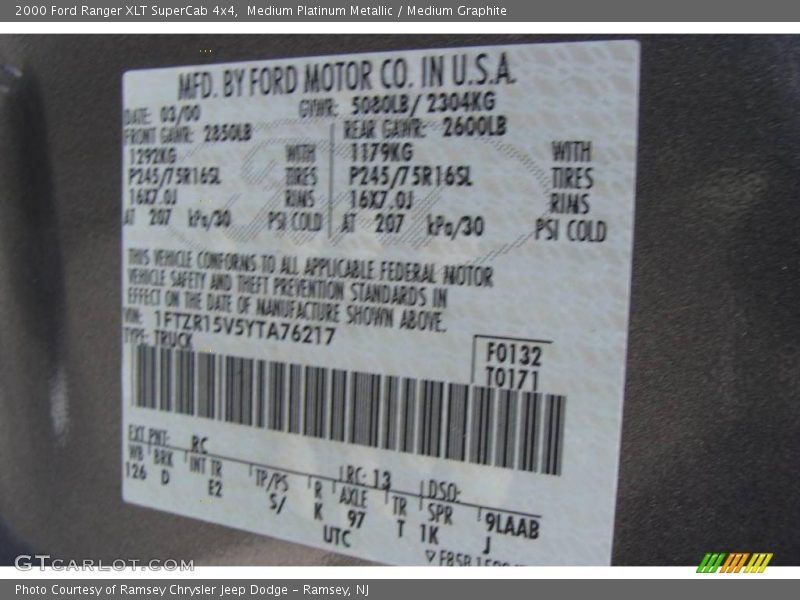 2000 Ford Ranger XLT SuperCab 4x4, Medium Platinum Metallic / Medium Graphite
MFD. BY FORD MOTOR CO. IN U.S.A.
DATE: 03/00 GVWR: 5080LB/ 2304KG
FRONT GAWR: 2850LB REAR GAWR: 2600LB
1292KG WITH 1179KG WITH
P245/75R16SL TIRES P245/75R16SL TIRES
16X7.0J RIMS 16X7.0J RIMS
AT 207 kPa/30 PSI COLD AT 207 kPa/30 PSI COLD
THIS VEHICLE CONFORMS TO ALL APPLICABLE FEDERAL MOTOR
VEHICLE SAFETY AND THEFT PREVENTION STANDARDS IN
EFFECT ON THE DATE OF MANUFACTURE SHOWN ABOVE.
VIN: 1FTZR15V5YTA76217
TYPE: TRUCK
F0132
T0171
EXT PNT: RC RC: 13 DSO:
WB BRK INT TR TP/PS R AXLE TR SPR
126 D E2 S/ K 97 T 1K J 9LAAB
UTC
GTCarLot.com
Photo Courtesy of Ramsey Chrysler Jeep Dodge – Ramsey, NJ